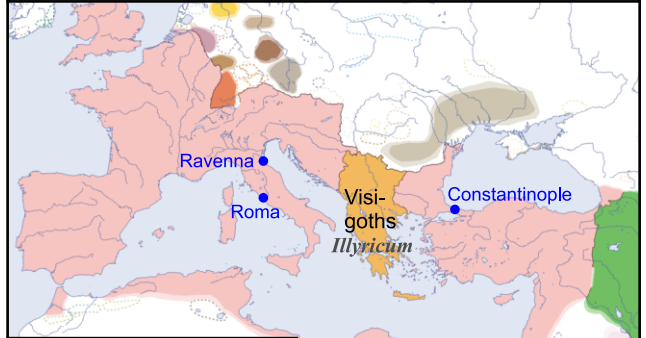 Ravenna
Roma
Constantinople
Visi-
goths
Illyricum